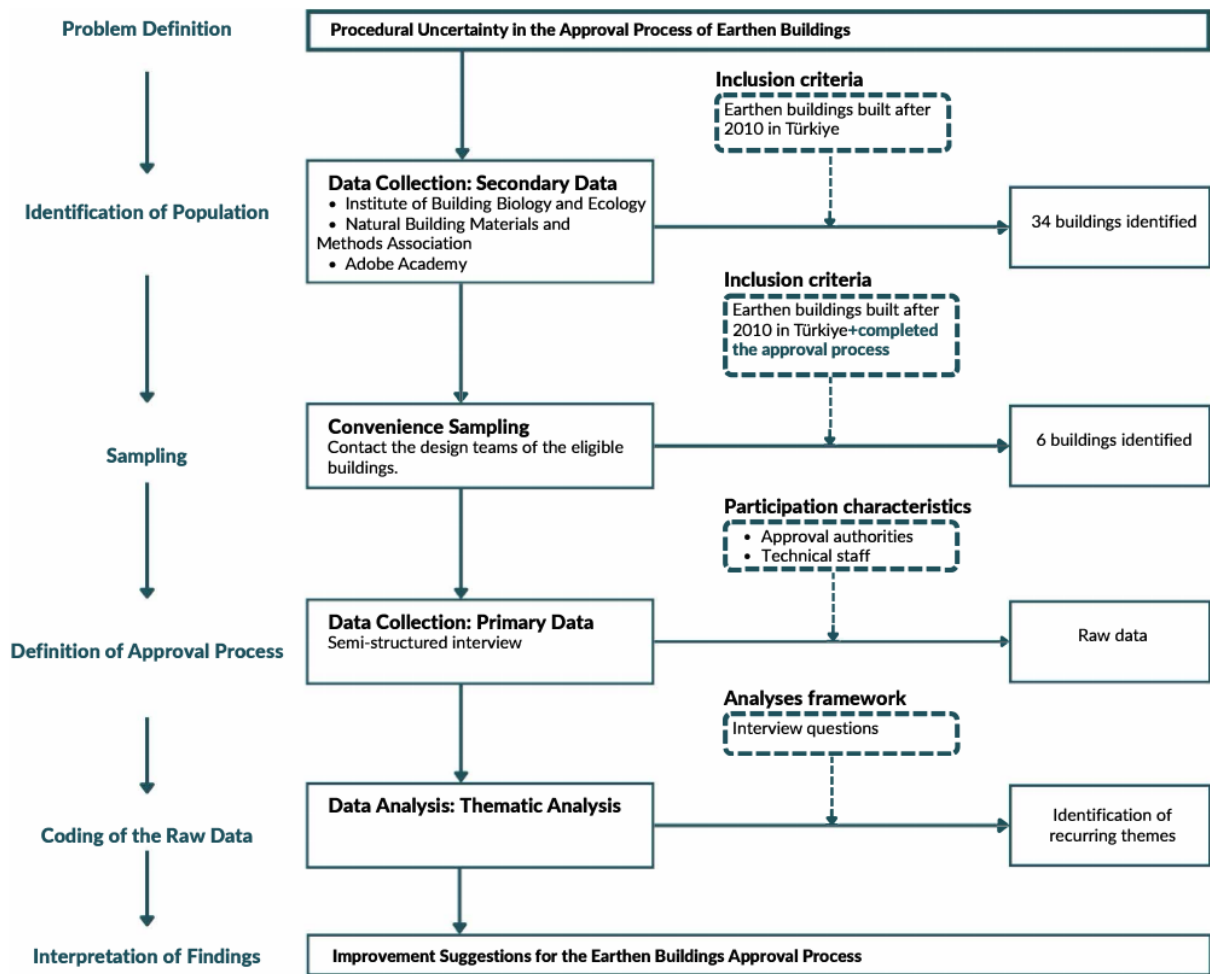 Problem Definition
Procedural Uncertainty in the Approval Process of Earthen Buildings
Inclusion criteria
Earthen buildings built after
2010 in Türkiye
Identification of Population
Data Collection: Secondary Data
• Institute of Building Biology and Ecology
• Natural Building Materials and
Methods Association
• Adobe Academy
34 buildings identified
Inclusion criteria
Earthen buildings built after
2010 in Türkiye+completed
the approval process
Sampling
Convenience Sampling
Contact the design teams of the eligible
buildings.
6 buildings identified
Participation characteristics
• Approval authorities
• Technical staff
Definition of Approval Process
Data Collection: Primary Data
Semi-structured interview
Raw data
Analyses framework
Interview questions
Coding of the Raw Data
Data Analysis: Thematic Analysis
Identification of
recurring themes
Interpretation of Findings
Improvement Suggestions for the Earthen Buildings Approval Process